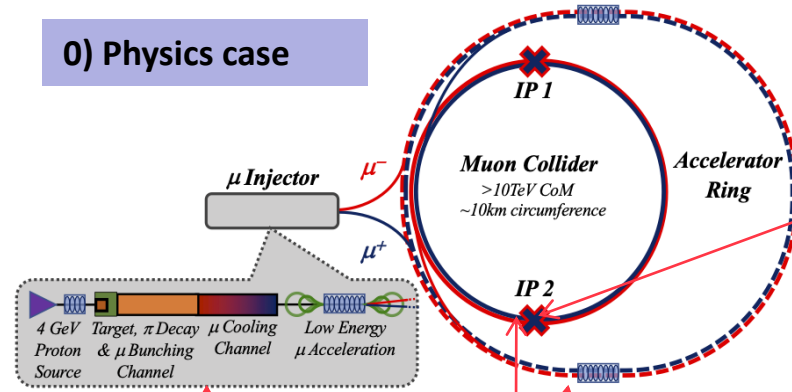 0) Physics case
IP 1
Muon Collider
>10TeV CoM
~10km circumference
Accelerator
Ring
μ Injector
μ⁻
μ⁺
IP 2
4 GeV
Proton
Source
Target, π Decay
& μ Bunching
Channel
μ Cooling
Channel
Low Energy
μ Acceleration